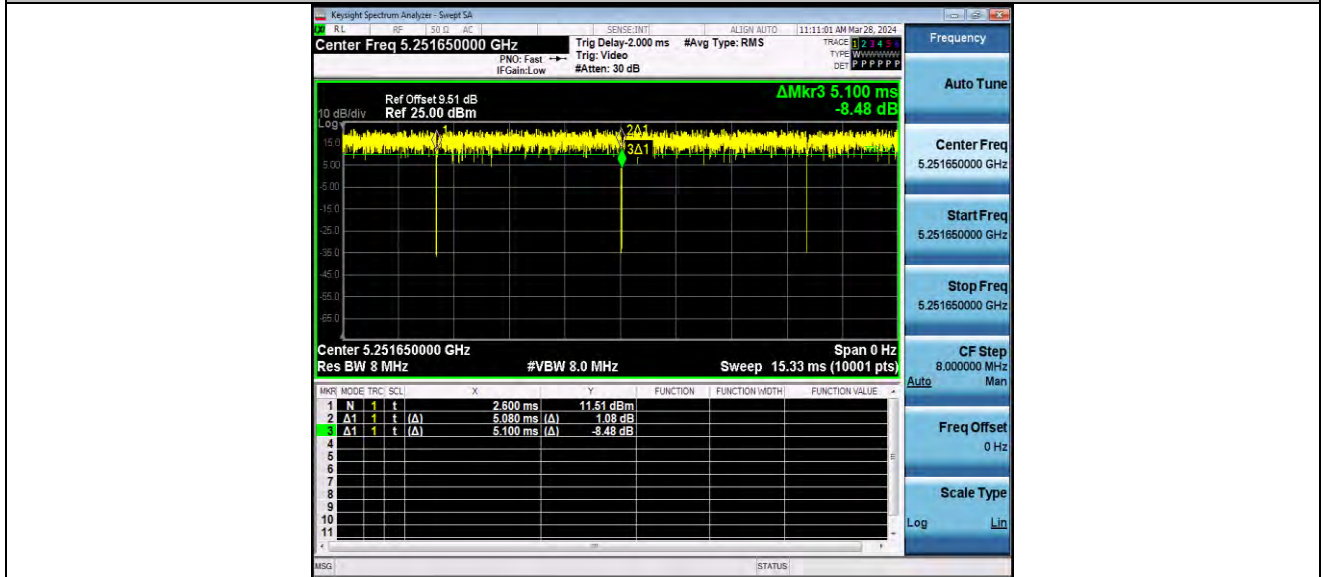 Keysight Spectrum Analyzer - Swept SA
RL RF 50 Ω AC SENSE:INT ALIGN AUTO 11:11:01 AM Mar 28, 2024
Center Freq 5.251650000 GHz
PNO: Fast
IFGain:Low
Trig Delay-2.000 ms
Trig: Video
#Atten: 30 dB
#Avg Type: RMS
TRACE 1 2 3 4 5 6
TYPE WWWWWW
DET P P P P P P
ΔMkr3 5.100 ms
-8.48 dB
Ref Offset 9.51 dB
10 dB/div Ref 25.00 dBm
Log
1
2Δ1
3Δ1
15.0
5.00
-5.00
-15.0
-25.0
-35.0
-45.0
-55.0
-65.0
Center 5.251650000 GHz Span 0 Hz
Res BW 8 MHz #VBW 8.0 MHz Sweep 15.33 ms (10001 pts)
MKR MODE TRC SCL X Y FUNCTION FUNCTION WIDTH FUNCTION VALUE
1 N 1 t 2.600 ms 11.51 dBm
2 Δ1 1 t (Δ) 5.080 ms (Δ) 1.08 dB
3 Δ1 1 t (Δ) 5.100 ms (Δ) -8.48 dB
4
5
6
7
8
9
10
11
MSG STATUS
Frequency
Auto Tune
Center Freq
5.251650000 GHz
Start Freq
5.251650000 GHz
Stop Freq
5.251650000 GHz
CF Step
8.000000 MHz
Auto Man
Freq Offset
0 Hz
Scale Type
Log Lin